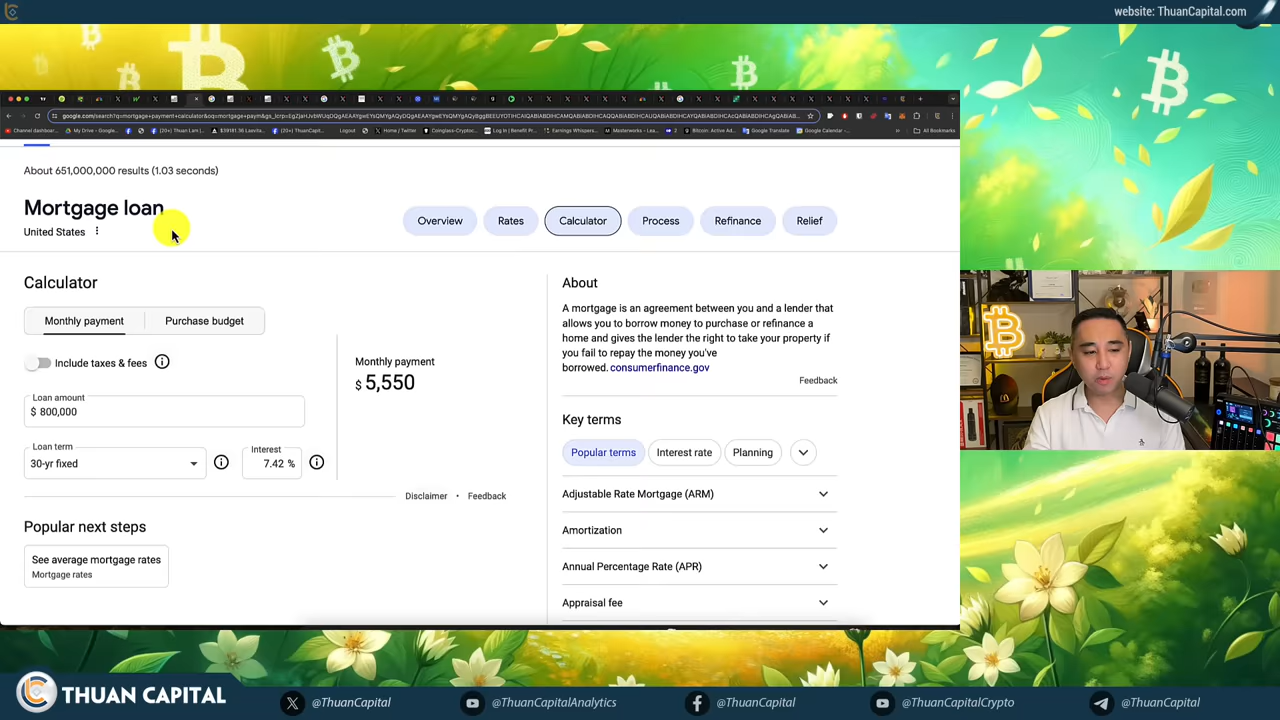 website: ThuanCapital.com
About 651,000,000 results (1.03 seconds)
Mortgage loan
United States
Overview
Rates
Calculator
Process
Refinance
Relief
Calculator
Monthly payment
Purchase budget
Include taxes & fees
Monthly payment
$ 5,550
Loan amount
$ 800,000
Loan term
30-yr fixed
Interest
7.42 %
Disclaimer • Feedback
Popular next steps
See average mortgage rates
Mortgage rates
About
A mortgage is an agreement between you and a lender that
allows you to borrow money to purchase or refinance a
home and gives the lender the right to take your property if
you fail to repay the money you've
borrowed. consumerfinance.gov
Feedback
Key terms
Popular terms
Interest rate
Planning
Adjustable Rate Mortgage (ARM)
Amortization
Annual Percentage Rate (APR)
Appraisal fee
THUAN CAPITAL
@ThuanCapital
@ThuanCapitalAnalytics
@ThuanCapital
@ThuanCapitalCrypto
@ThuanCapital